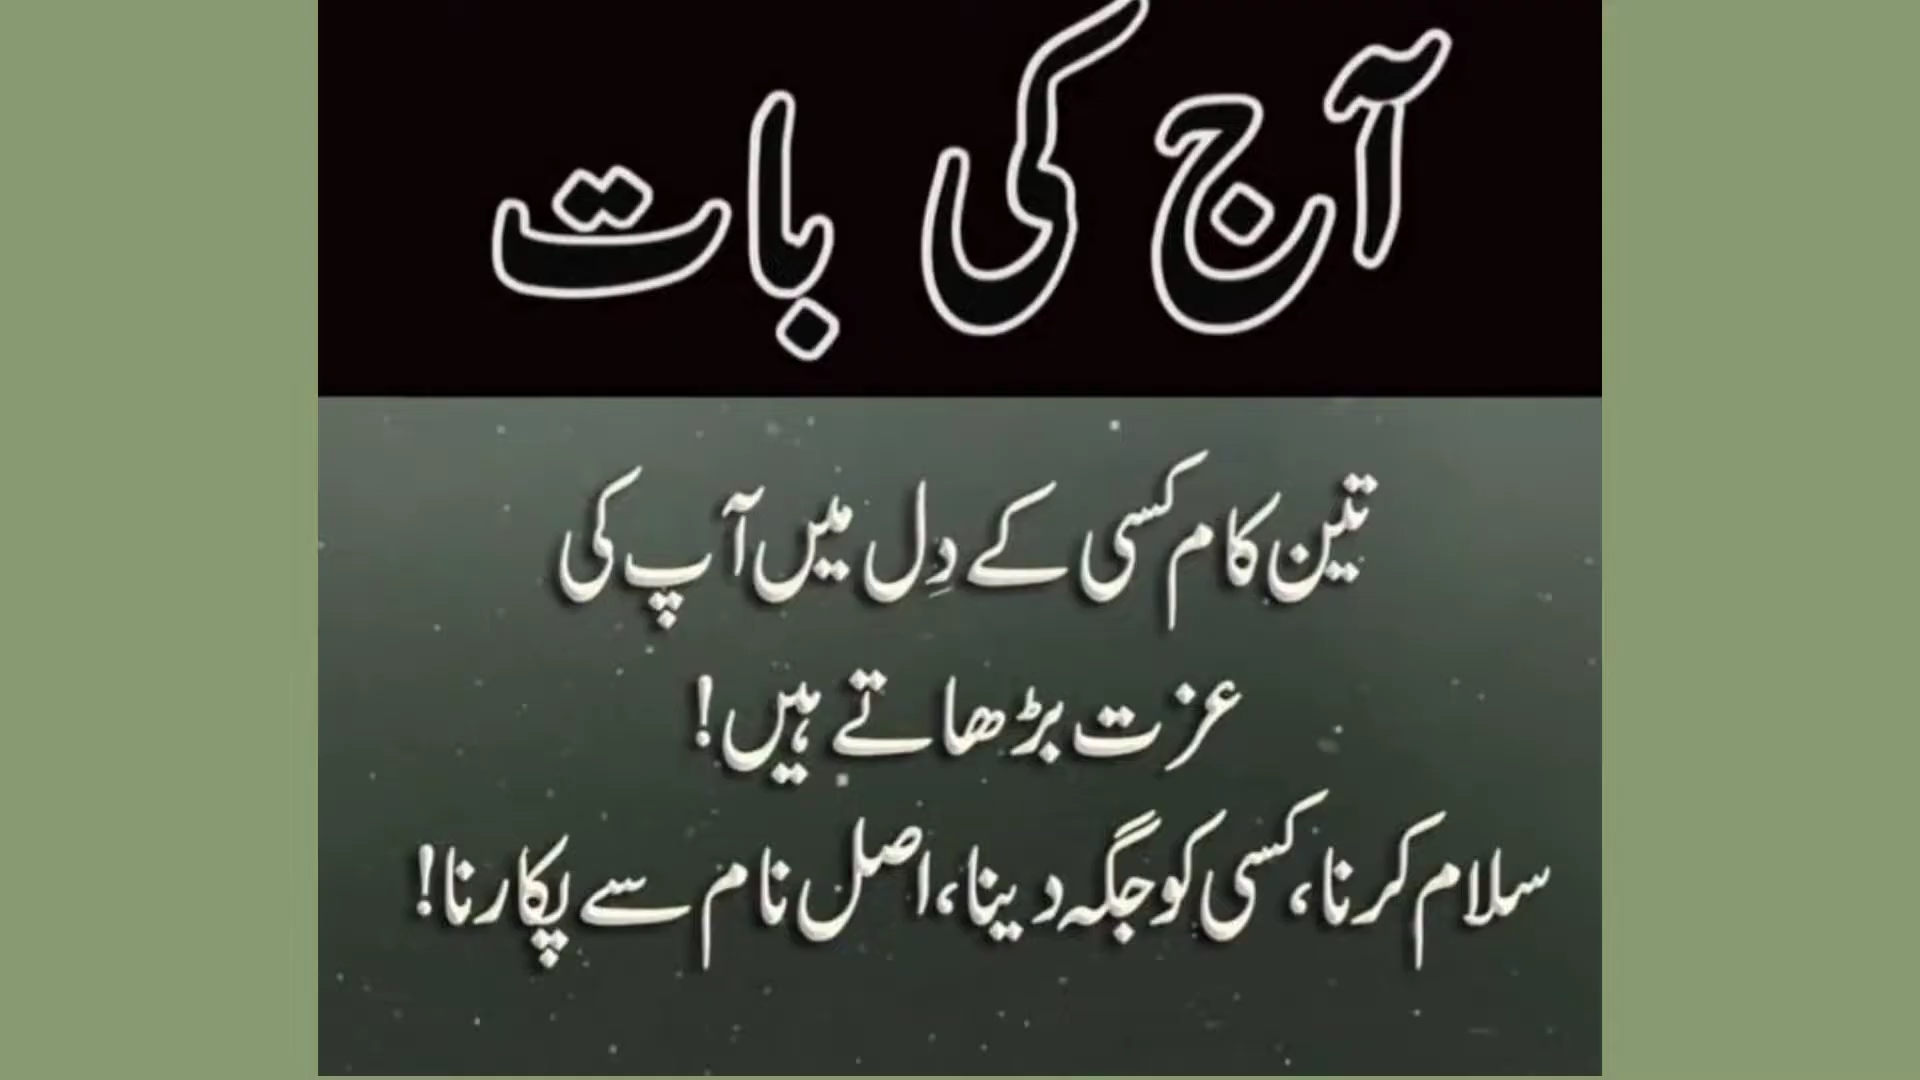 آج کی بات
تین کام کسی کے دِل میں آپ کی
عزت بڑھاتے ہیں!
سلام کرنا، کسی کو جگہ دینا، اصل نام سے پکارنا!